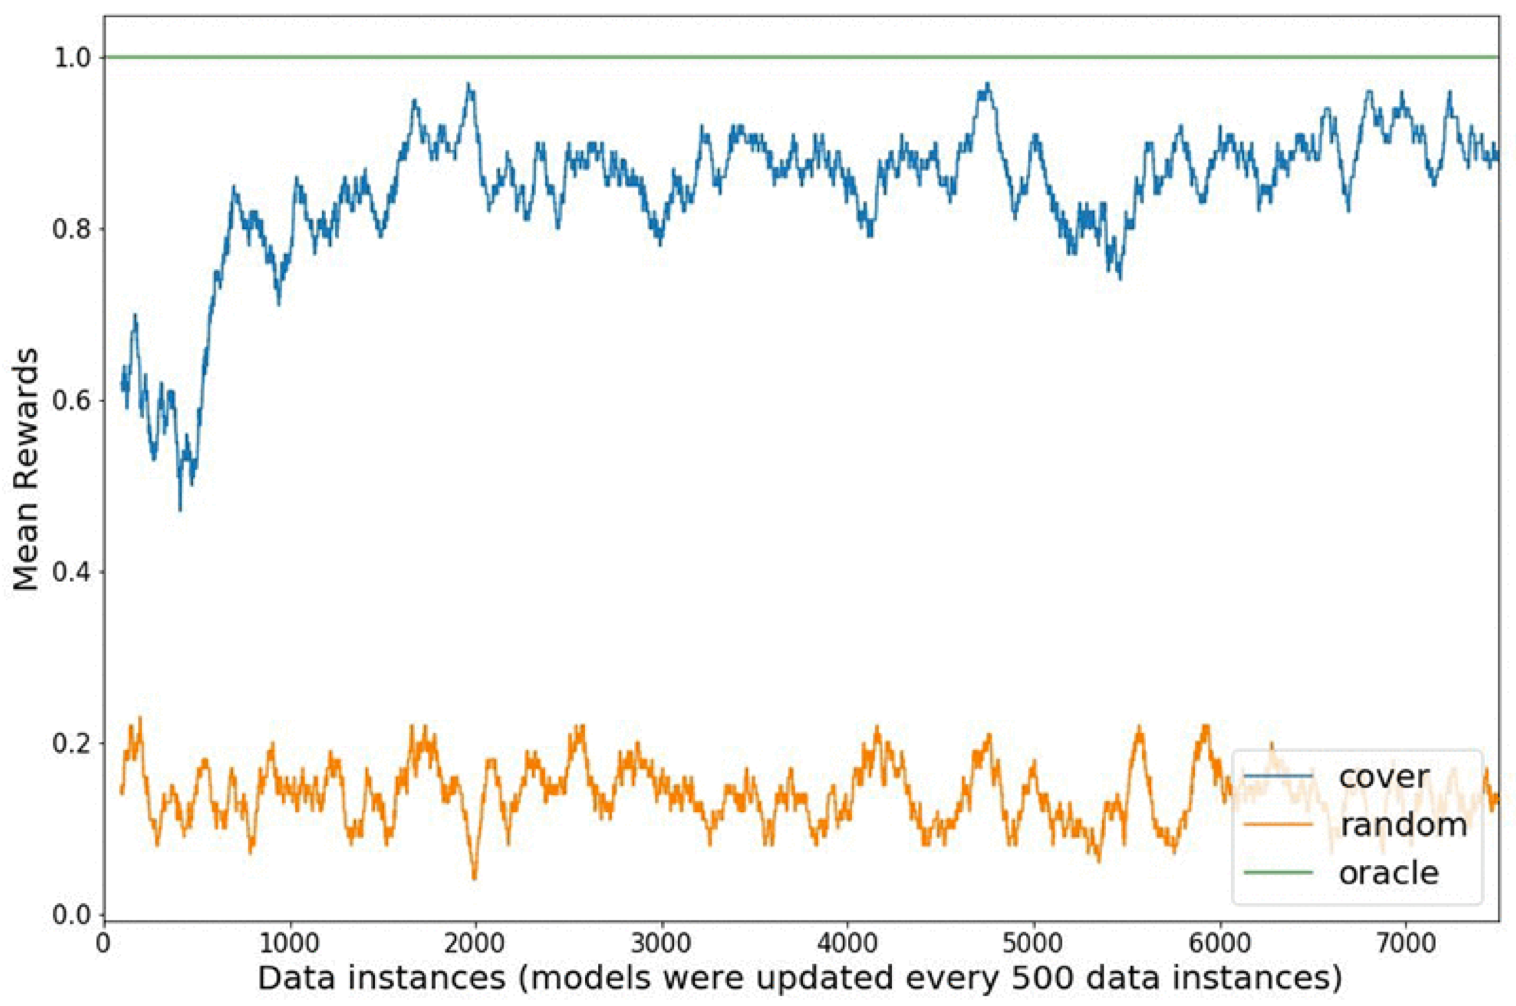 1.0
0.8
0.6
0.4
0.2
0.0
Mean Rewards
0 1000 2000 3000 4000 5000 6000 7000
Data instances (models were updated every 500 data instances)
cover
random
oracle